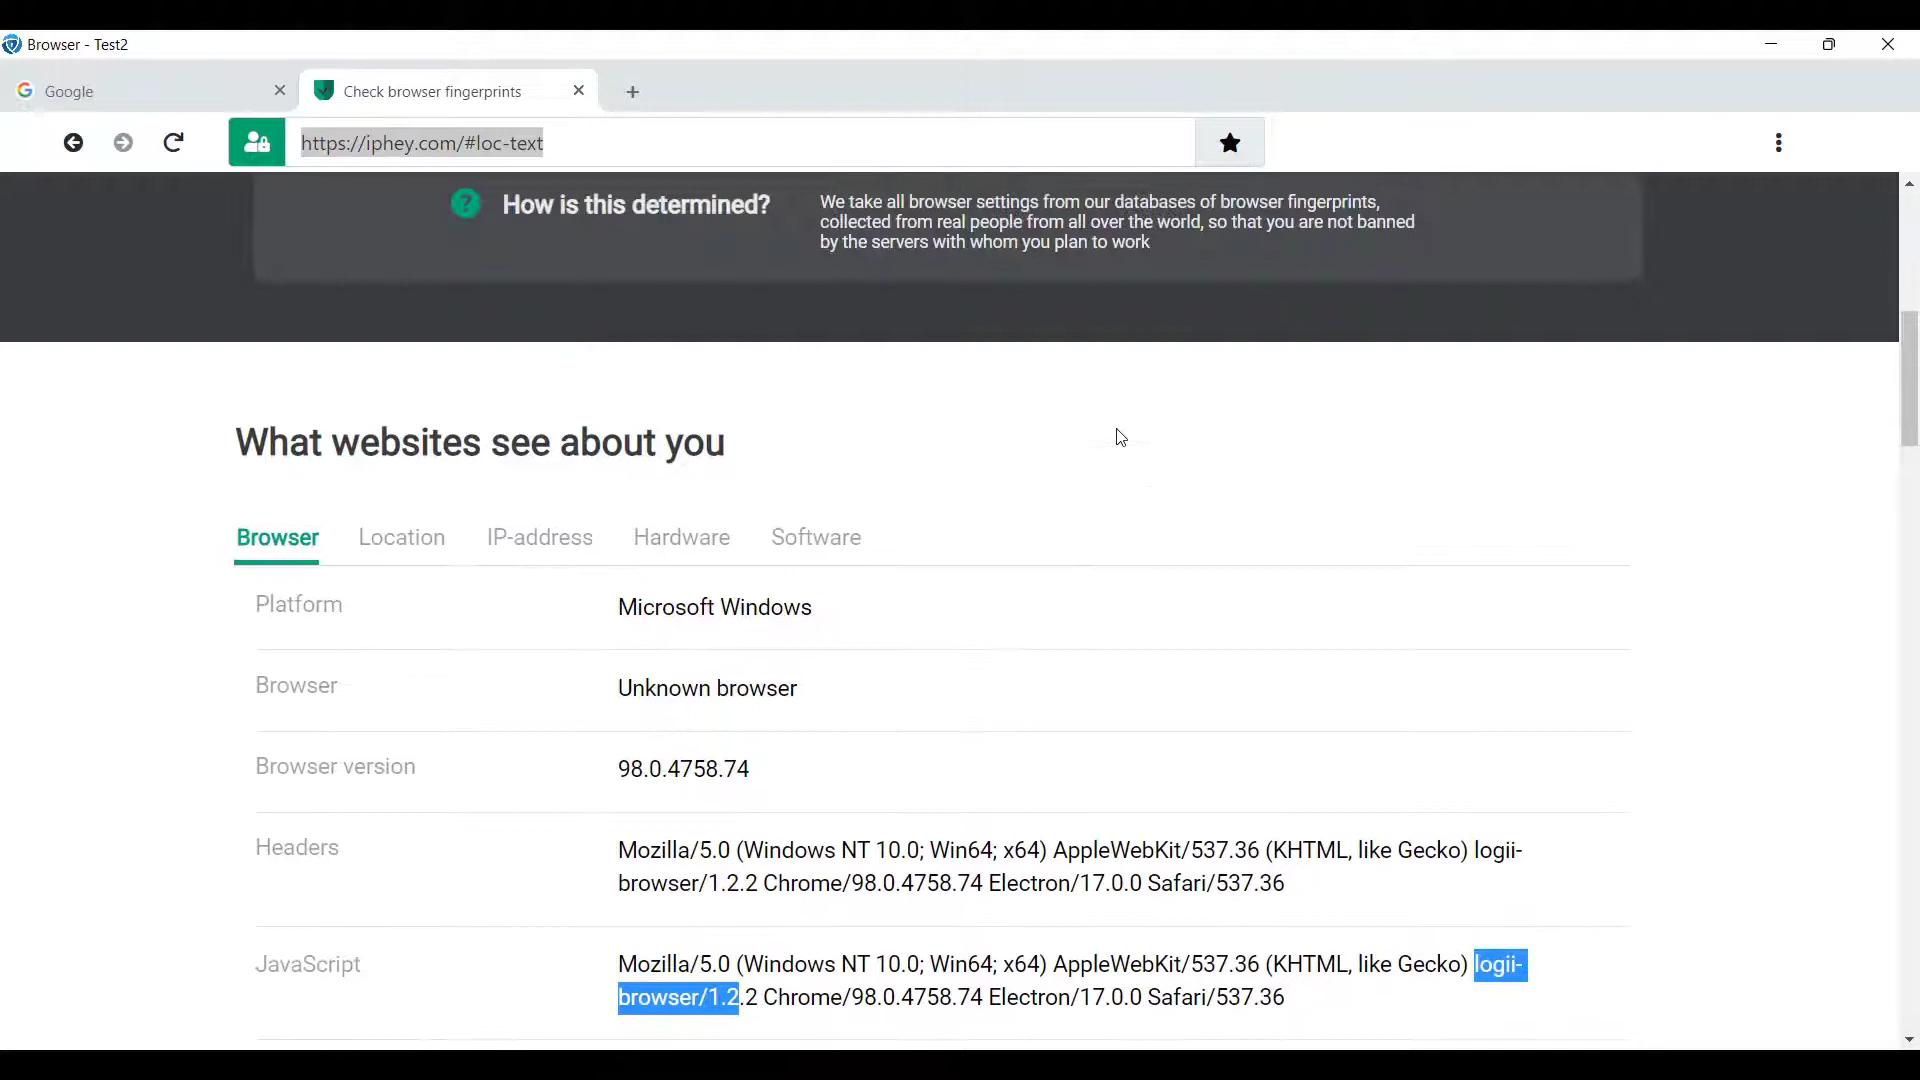 Browser - Test2
Google
Check browser fingerprints
https://iphey.com/#loc-text
How is this determined?
We take all browser settings from our databases of browser fingerprints,
collected from real people from all over the world, so that you are not banned
by the servers with whom you plan to work
What websites see about you
Browser Location IP-address Hardware Software
Platform Microsoft Windows
Browser Unknown browser
Browser version 98.0.4758.74
Headers Mozilla/5.0 (Windows NT 10.0; Win64; x64) AppleWebKit/537.36 (KHTML, like Gecko) logii-
browser/1.2.2 Chrome/98.0.4758.74 Electron/17.0.0 Safari/537.36
JavaScript Mozilla/5.0 (Windows NT 10.0; Win64; x64) AppleWebKit/537.36 (KHTML, like Gecko) logii-
browser/1.2.2 Chrome/98.0.4758.74 Electron/17.0.0 Safari/537.36